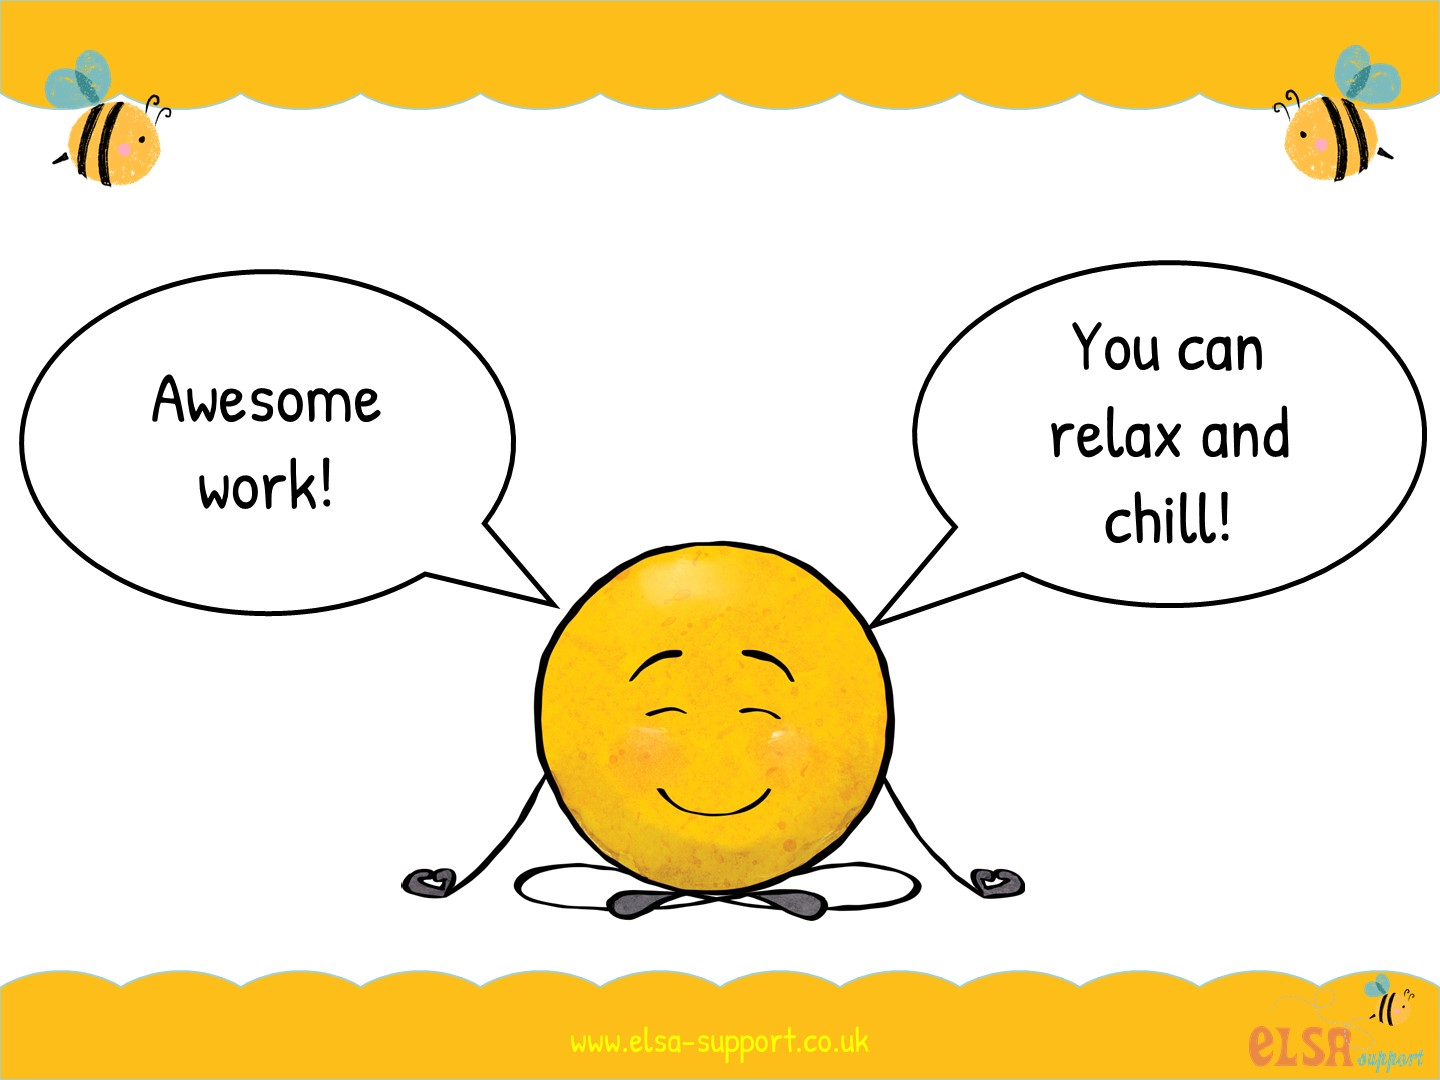 Awesome
work!
You can
relax and
chill!
www.elsa-support.co.uk
ELSA
support